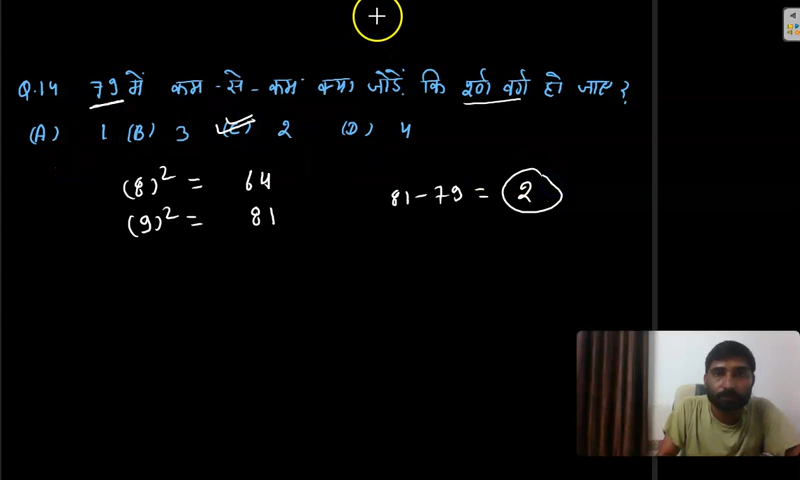 Q.14 79 में कम-से-कम क्या जोड़ें कि पूर्ण वर्ग हो जाए?
(A) 1 (B) 3 (C) 2 (D) 4
(8)² = 64
(9)² = 81
81-79 = 2